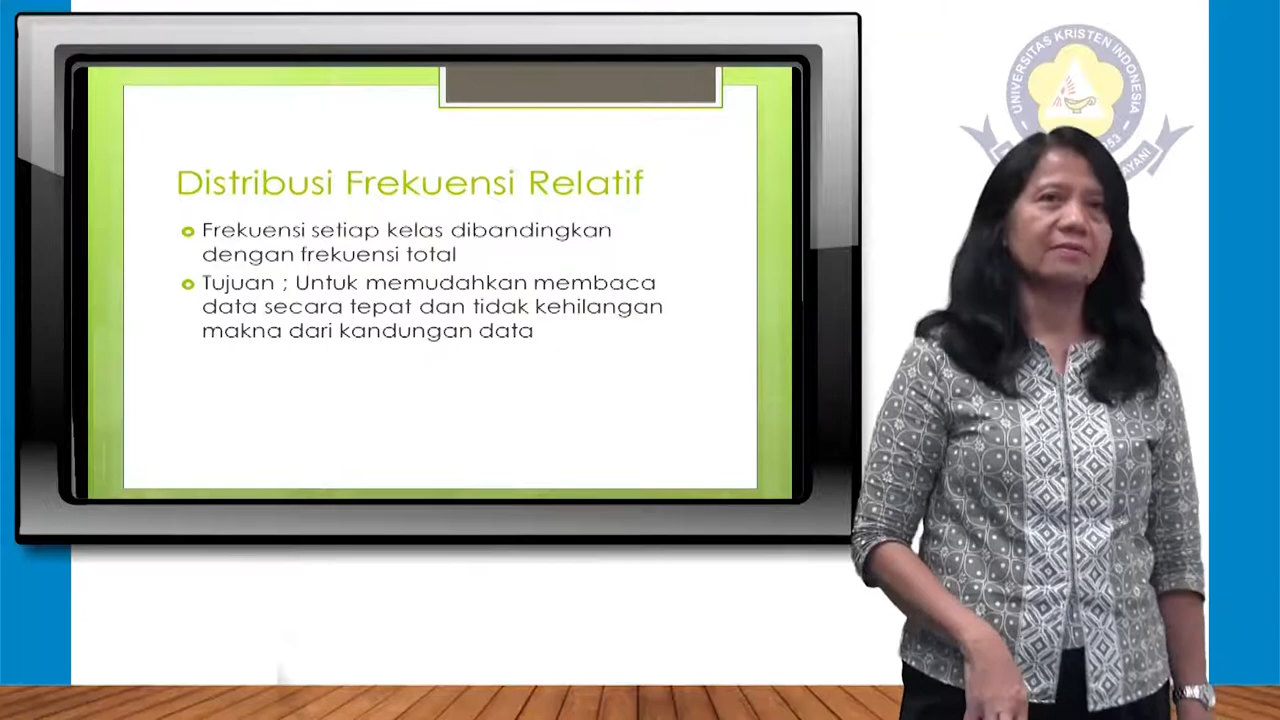 UNIVERSITAS KRISTEN INDONESIA
Distribusi Frekuensi Relatif
Frekuensi setiap kelas dibandingkan
dengan frekuensi total
Tujuan ; Untuk memudahkan membaca
data secara tepat dan tidak kehilangan
makna dari kandungan data